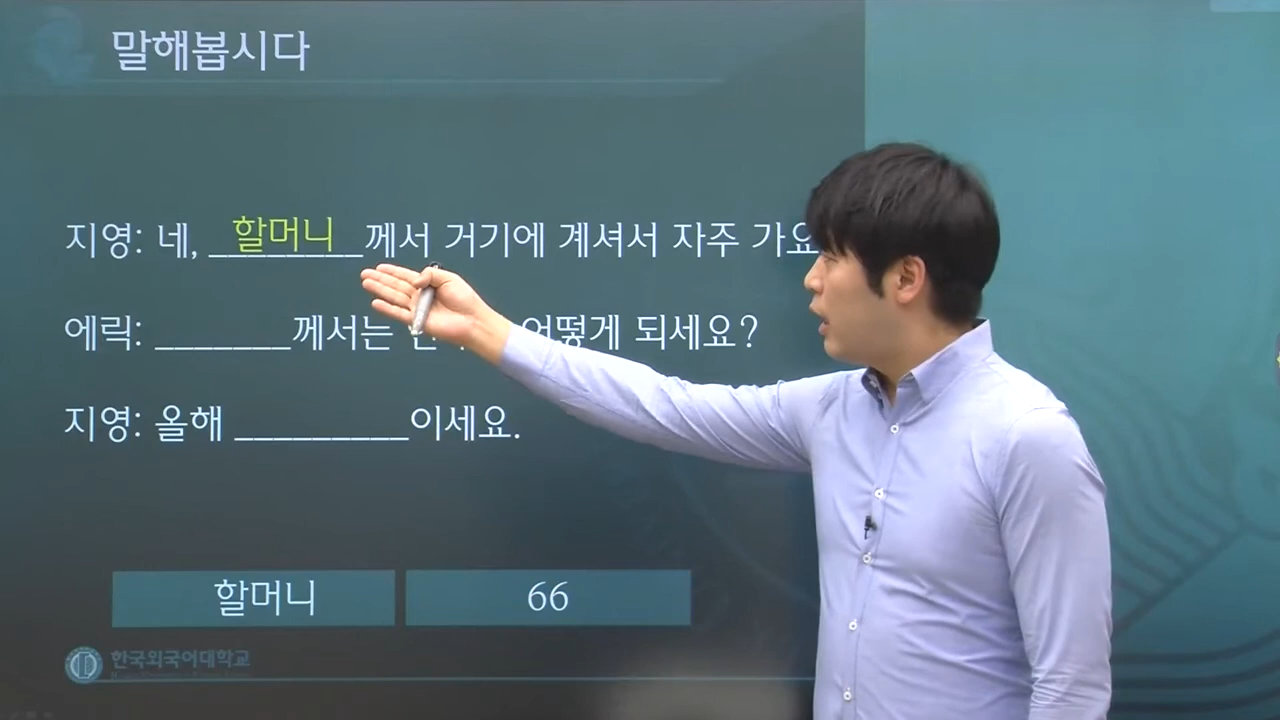 말해봅시다
지영: 네, 할머니께서 거기에 계셔서 자주 가요
에릭: _______께서는 어떻게 되세요?
지영: 올해 _________이세요.
할머니 66
한국외국어대학교